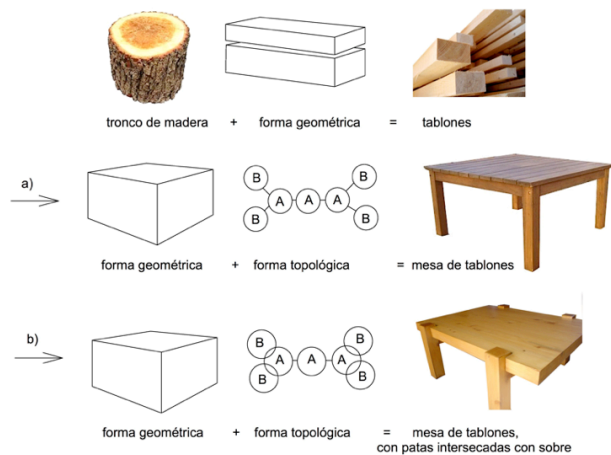 tronco de madera + forma geométrica = tablones
a)
B B
A A A
B B
forma geométrica + forma topológica = mesa de tablones
b)
B B
A A A
B B
forma geométrica + forma topológica = mesa de tablones,
con patas intersecadas con sobre